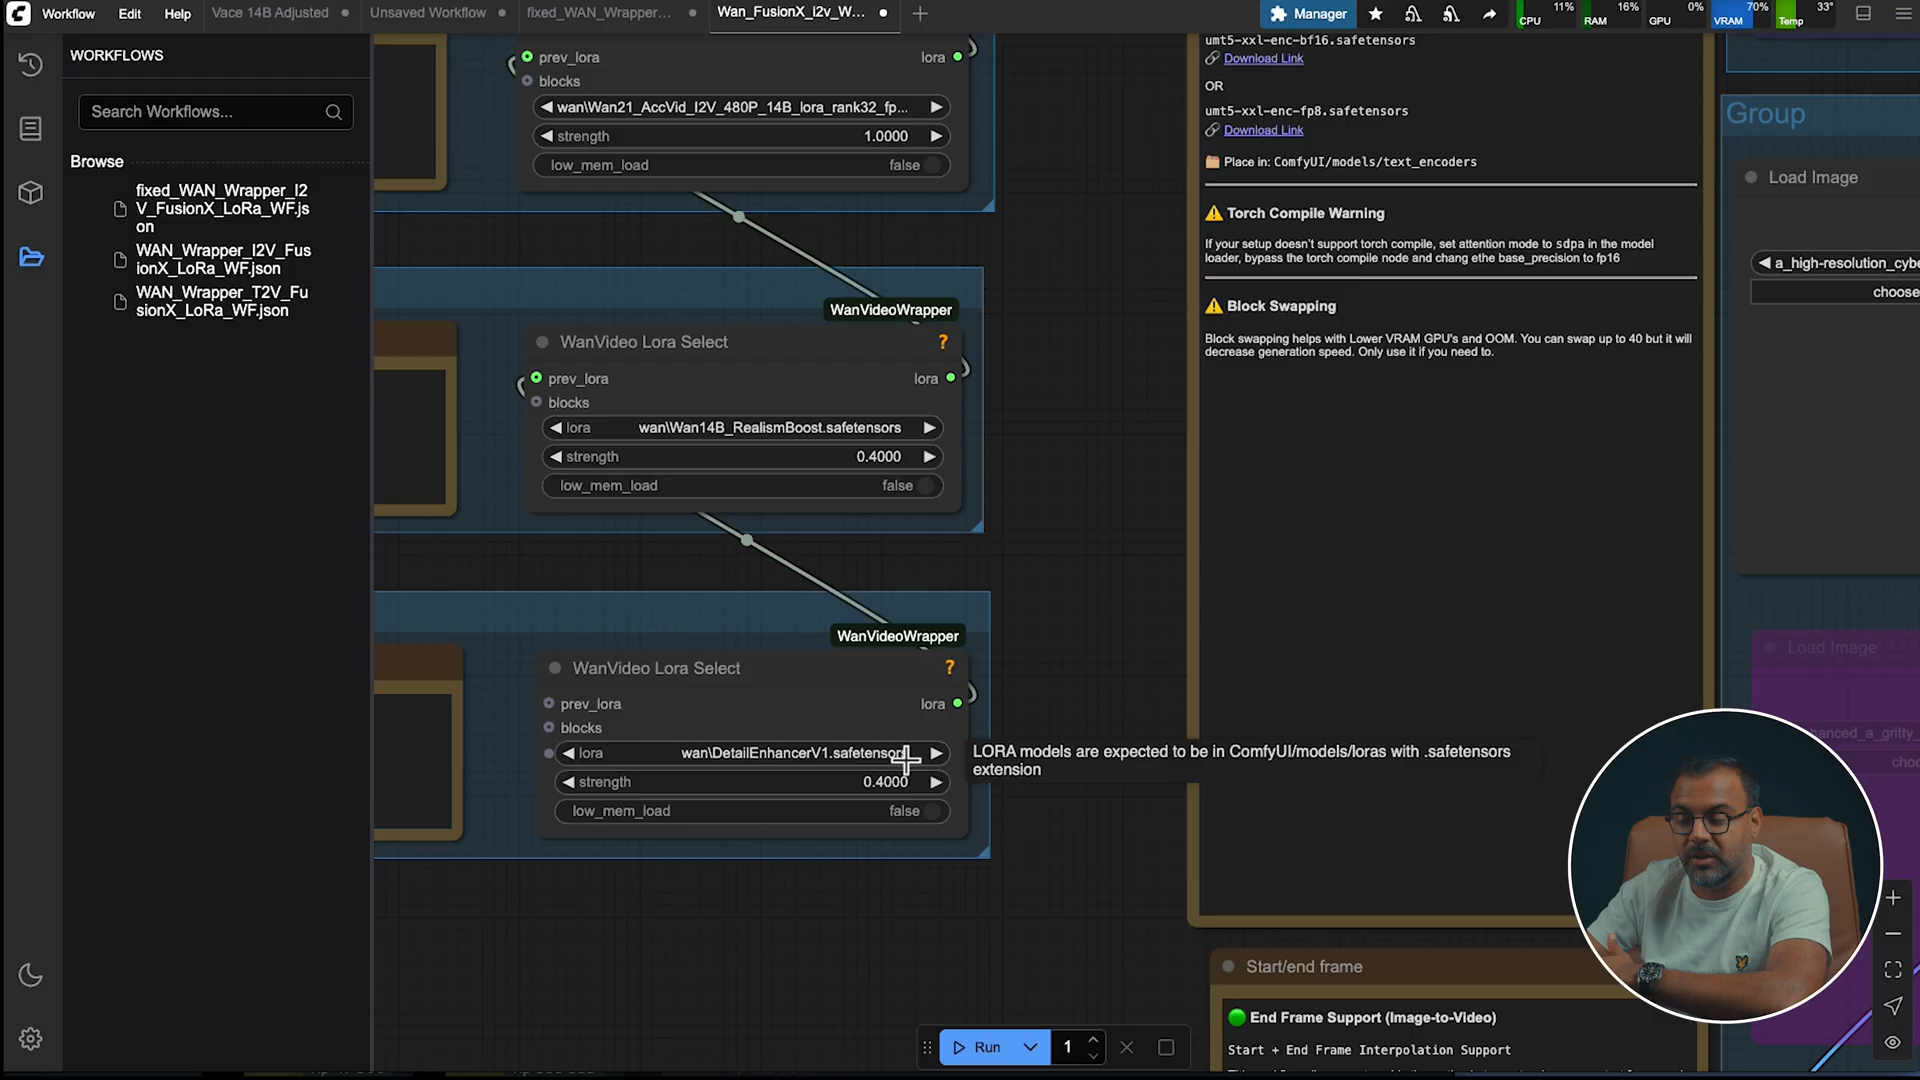 Workflow
Edit
Help
Vace 14B Adjusted
Unsaved Workflow
fixed_WAN_Wrapper...
Wan_FusionX_i2v_W...
Manager
CPU 11%
RAM 16%
GPU 0%
VRAM 70%
Temp 33°
WORKFLOWS
Search Workflows...
Browse
fixed_WAN_Wrapper_I2
V_FusionX_LoRa_WF.js
on
WAN_Wrapper_I2V_Fus
ionX_LoRa_WF.json
WAN_Wrapper_T2V_Fu
sionX_LoRa_WF.json
prev_lora
lora
blocks
wan\Wan21_AccVid_I2V_480P_14B_lora_rank32_fp...
strength 1.0000
low_mem_load false
WanVideoWrapper
WanVideo Lora Select ?
prev_lora
lora
blocks
lora wan\Wan14B_RealismBoost.safetensors
strength 0.4000
low_mem_load false
WanVideoWrapper
WanVideo Lora Select ?
prev_lora
lora
blocks
lora wan\DetailEnhancerV1.safetensors
strength 0.4000
low_mem_load false
LORA models are expected to be in ComfyUI/models/loras with .safetensors
extension
umt5-xxl-enc-bf16.safetensors
Download Link
OR
umt5-xxl-enc-fp8.safetensors
Download Link
Place in: ComfyUI/models/text_encoders
Torch Compile Warning
If your setup doesn't support torch compile, set attention mode to sdpa in the model
loader, bypass the torch compile node and chang ethe base_precision to fp16
Block Swapping
Block swapping helps with Lower VRAM GPU's and OOM. You can swap up to 40 but it will
decrease generation speed. Only use it if you need to.
Start/end frame
End Frame Support (Image-to-Video)
Start + End Frame Interpolation Support
Group
Load Image
a_high-resolution_cybe
choose
Load Image
anced_a_gritty_
choo
Run
1